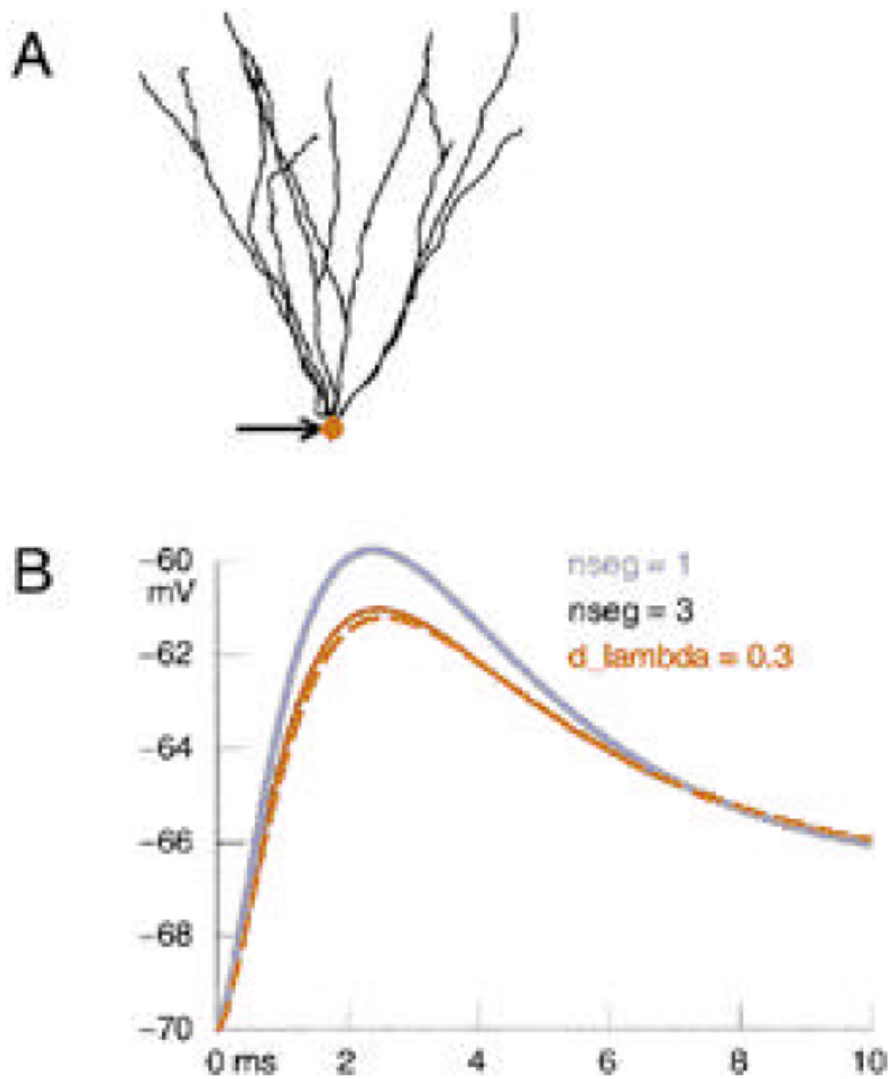 A
B
−60
mV
−62
−64
−66
−68
−70
nseg = 1
nseg = 3
d_lambda = 0.3
0 ms 2 4 6 8 10